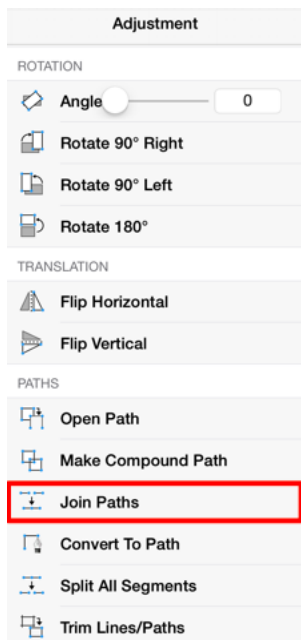 Adjustment
ROTATION
Angle 0
Rotate 90° Right
Rotate 90° Left
Rotate 180°
TRANSLATION
Flip Horizontal
Flip Vertical
PATHS
Open Path
Make Compound Path
Join Paths
Convert To Path
Split All Segments
Trim Lines/Paths